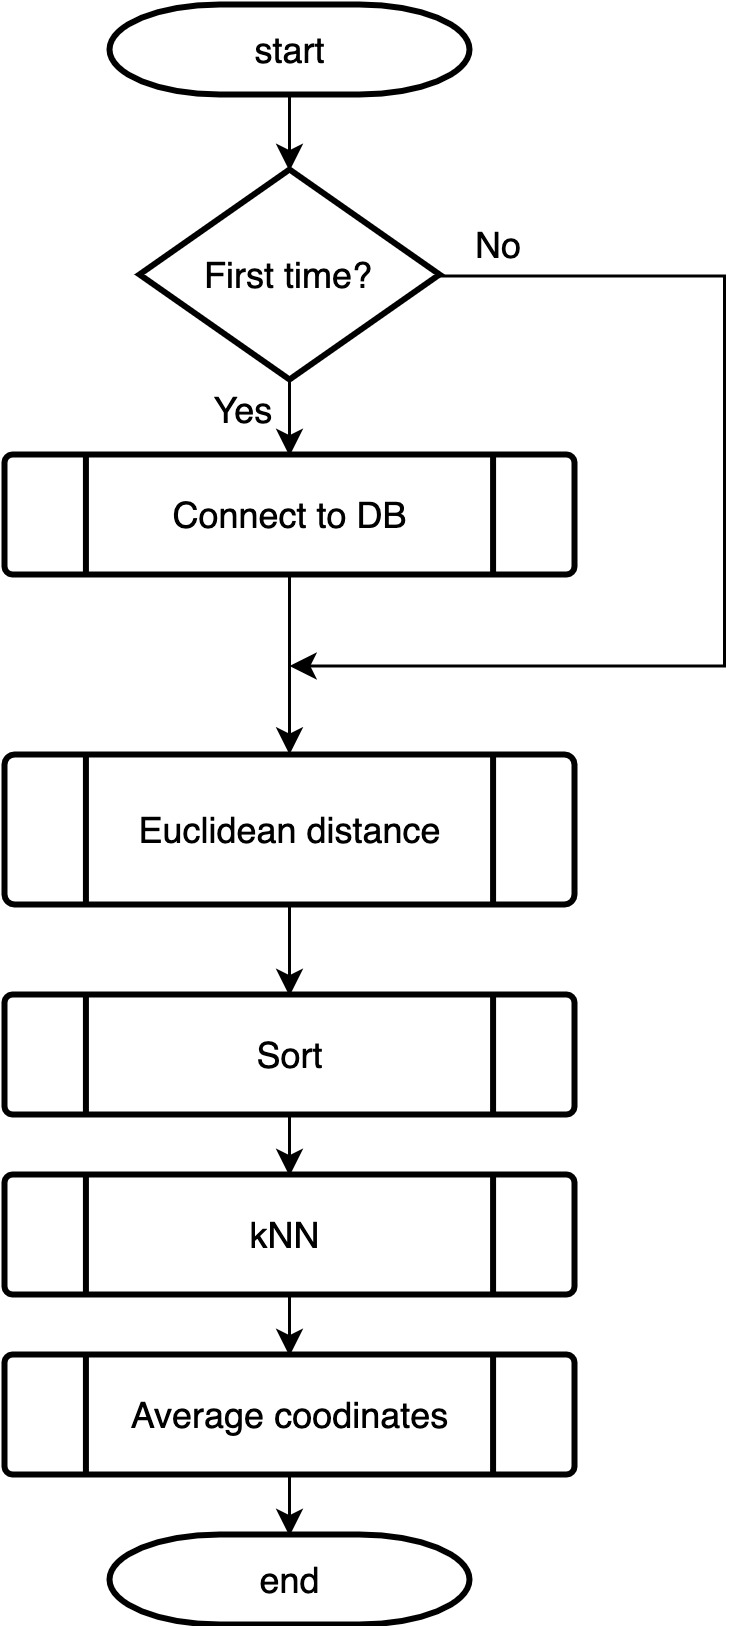 start
First time?
No
Yes
Connect to DB
Euclidean distance
Sort
kNN
Average coodinates
end